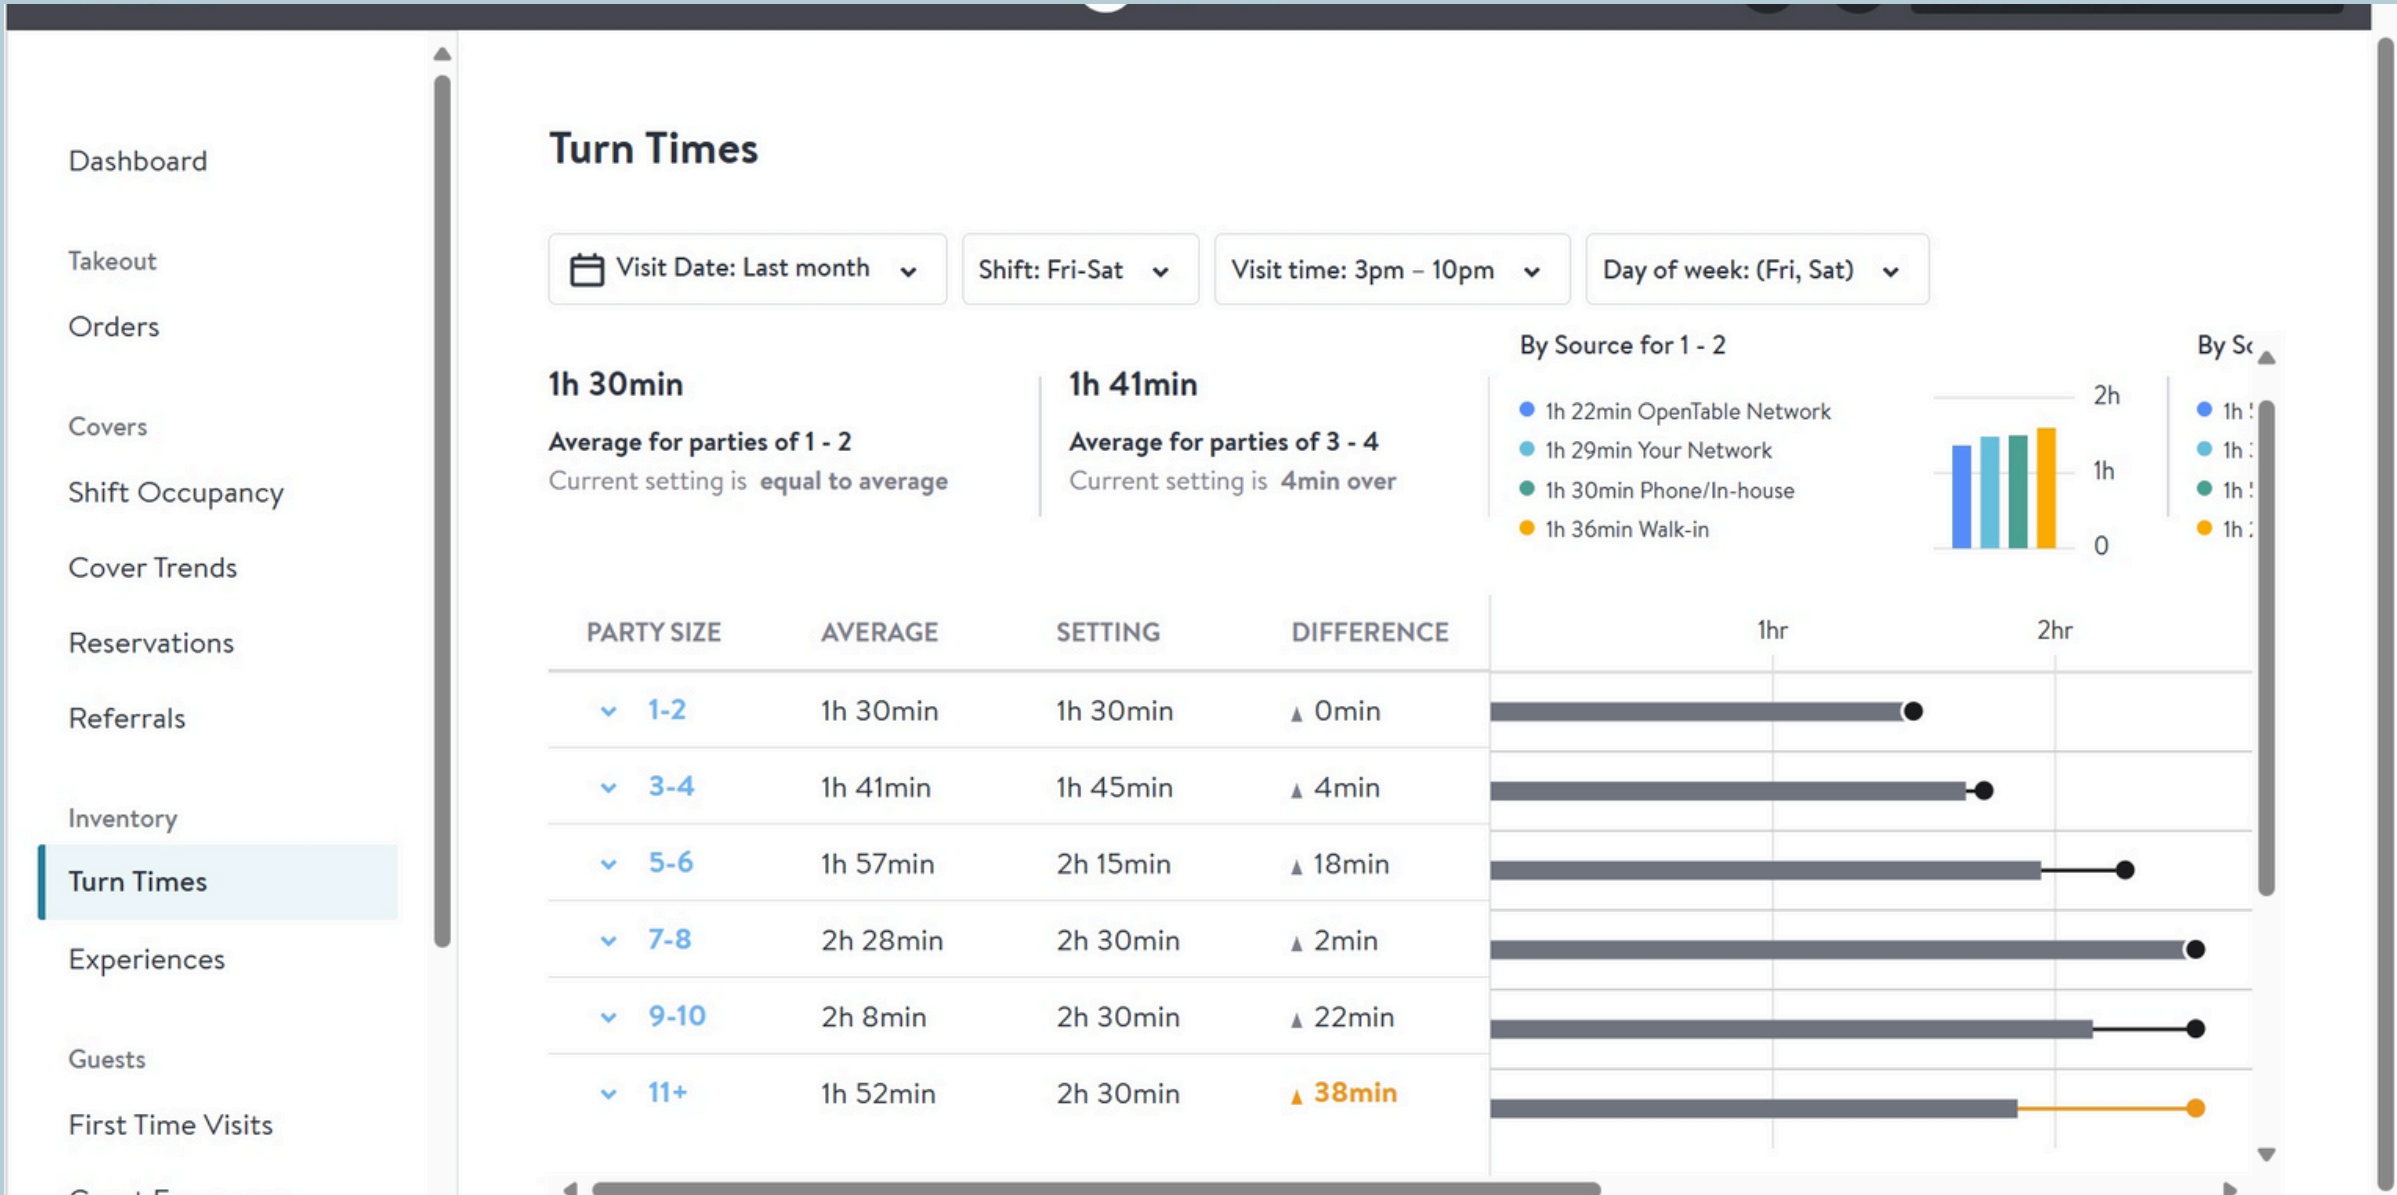 Dashboard
Takeout
Orders
Covers
Shift Occupancy
Cover Trends
Reservations
Referrals
Inventory
Turn Times
Experiences
Guests
First Time Visits
Turn Times
Visit Date: Last month
Shift: Fri-Sat
Visit time: 3pm – 10pm
Day of week: (Fri, Sat)
1h 30min
Average for parties of 1 - 2
Current setting is equal to average
1h 41min
Average for parties of 3 - 4
Current setting is 4min over
By Source for 1 - 2
1h 22min OpenTable Network
1h 29min Your Network
1h 30min Phone/In-house
1h 36min Walk-in
2h
1h
0
By
1h
1h
1h
1h
PARTY SIZE AVERAGE SETTING DIFFERENCE 1hr 2hr
1-2 1h 30min 1h 30min ▲ 0min
3-4 1h 41min 1h 45min ▲ 4min
5-6 1h 57min 2h 15min ▲ 18min
7-8 2h 28min 2h 30min ▲ 2min
9-10 2h 8min 2h 30min ▲ 22min
11+ 1h 52min 2h 30min ▲ 38min